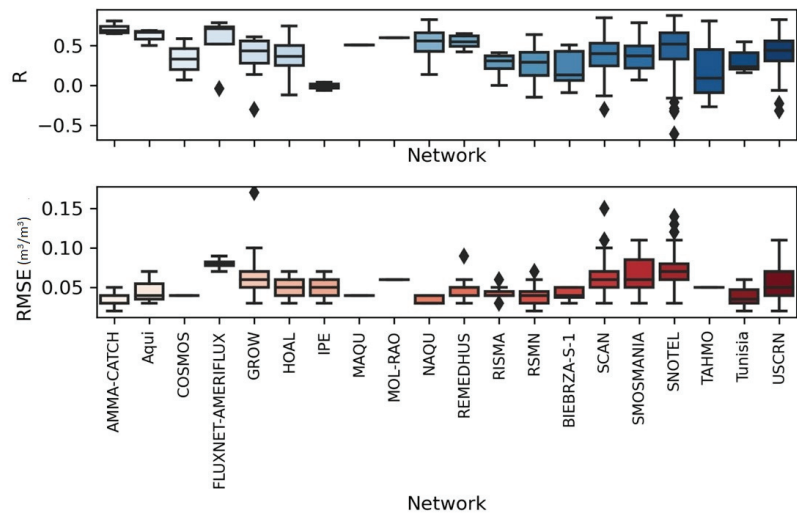 R
0.5
0.0
−0.5
Network
RMSE (m³/m³)
0.15
0.10
0.05
AMMA-CATCH
Aqui
COSMOS
FLUXNET-AMERIFLUX
GROW
HOAL
IPE
MAQU
MOL-RAO
NAQU
REMEDHUS
RISMA
RSMN
BIEBRZA-S-1
SCAN
SMOSMANIA
SNOTEL
TAHMO
Tunisia
USCRN
Network